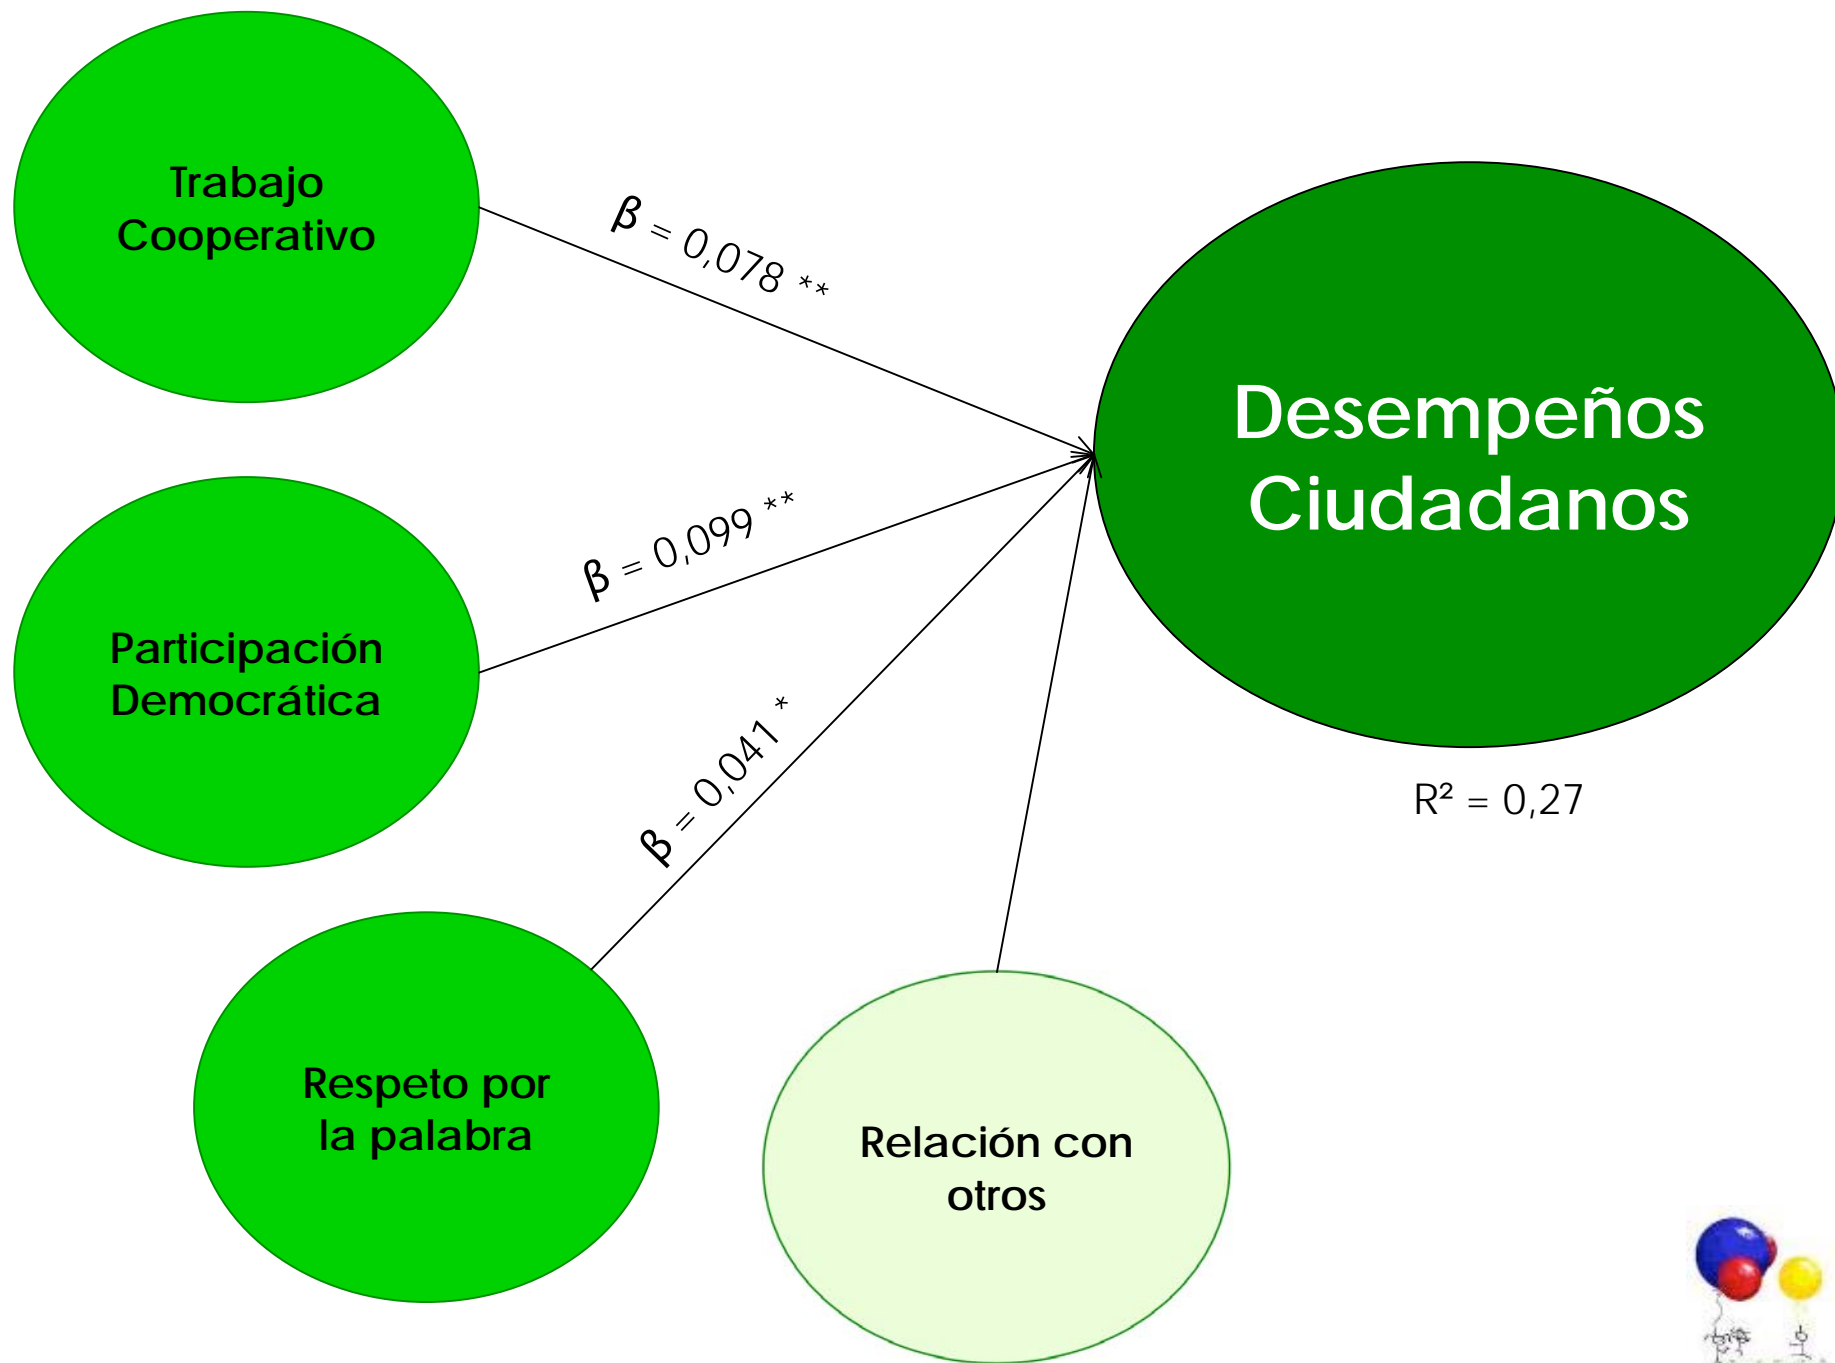 Trabajo
Cooperativo
β = 0,078 **
Desempeños
Ciudadanos
β = 0,099 **
Participación
Democrática
β = 0,041 *
R² = 0,27
Respeto por
la palabra
Relación con
otros